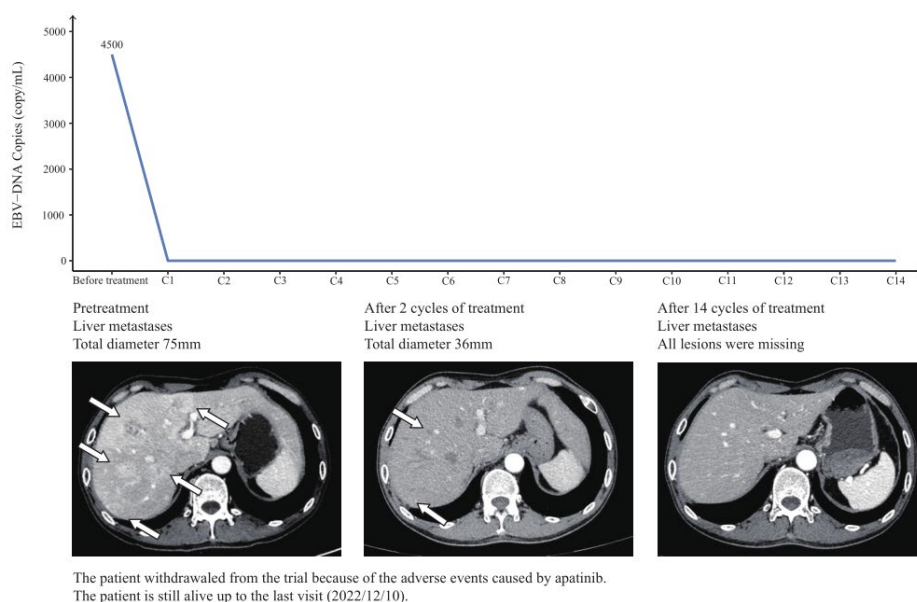 5000
4500
4000
3000
2000
1000
0
EBV−DNA Copies (copy/mL)
Before treatment C1 C2 C3 C4 C5 C6 C7 C8 C9 C10 C11 C12 C13 C14
Pretreatment
Liver metastases
Total diameter 75mm
After 2 cycles of treatment
Liver metastases
Total diameter 36mm
After 14 cycles of treatment
Liver metastases
All lesions were missing
The patient withdrawaled from the trial because of the adverse events caused by apatinib.
The patient is still alive up to the last visit (2022/12/10).